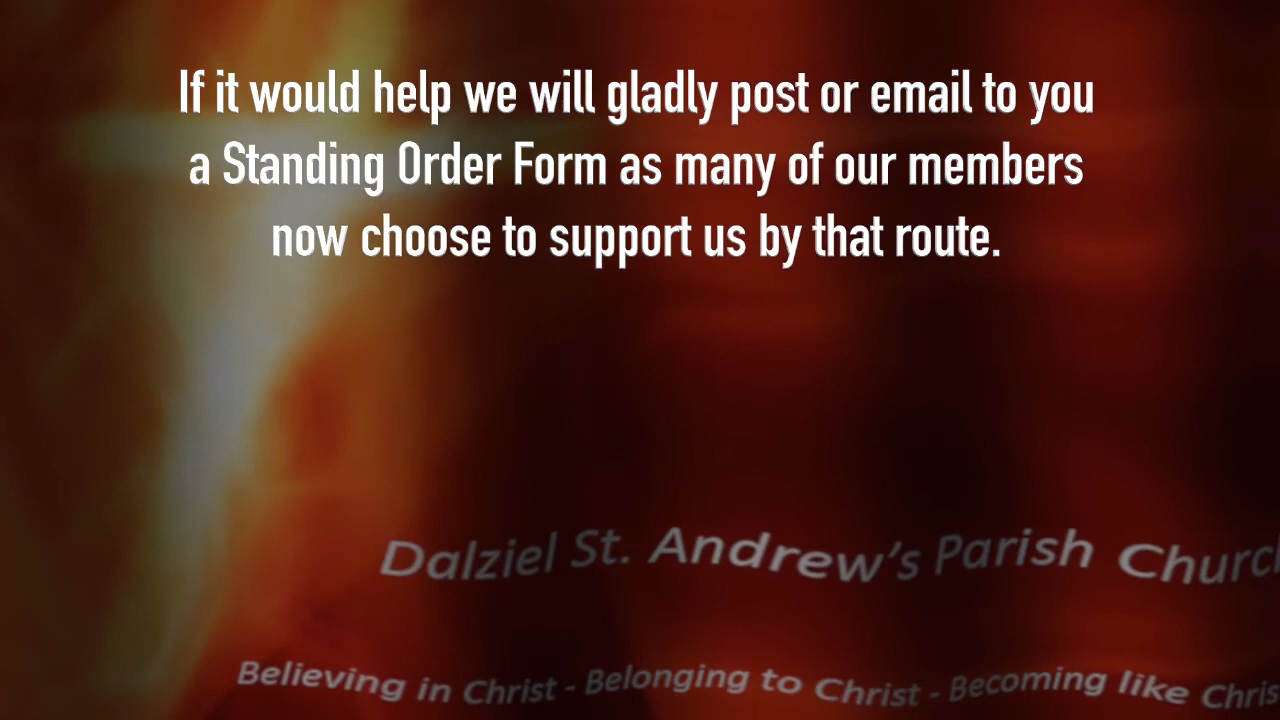 If it would help we will gladly post or email to you
a Standing Order Form as many of our members
now choose to support us by that route.
Dalziel St. Andrew's Parish Churc
Believing in Christ - Belonging to Christ - Becoming like Chris